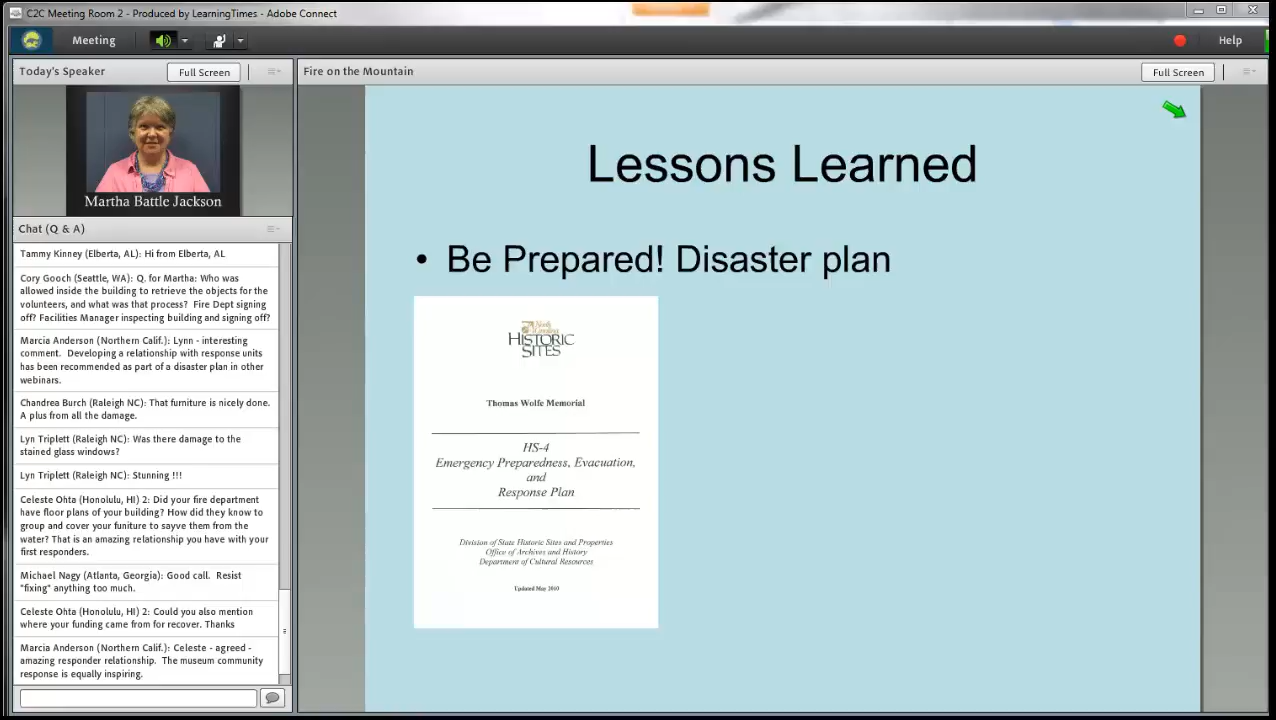 C2C Meeting Room 2 - Produced by LearningTimes - Adobe Connect
Meeting
Help
Today's Speaker
Full Screen
Martha Battle Jackson
Chat (Q & A)
Tammy Kinney (Elberta, AL): Hi from Elberta, AL
Cory Gooch (Seattle, WA): Q. for Martha: Who was
allowed inside the building to retrieve the objects for the
volunteers, and what was that process? Fire Dept signing
off? Facilities Manager inspecting building and signing off?
Marcia Anderson (Northern Calif.): Lynn - interesting
comment. Developing a relationship with response units
has been recommended as part of a disaster plan in other
webinars.
Chandrea Burch (Raleigh NC): That furniture is nicely done.
A plus from all the damage.
Lyn Triplett (Raleigh NC): Was there damage to the
stained glass windows?
Lyn Triplett (Raleigh NC): Stunning !!!
Celeste Ohta (Honolulu, HI) 2: Did your fire department
have floor plans of your building? How did they know to
group and cover your funiture to sayve them from the
water? That is an amazing relationship you have with your
first responders.
Michael Nagy (Atlanta, Georgia): Good call. Resist
"fixing" anything too much.
Celeste Ohta (Honolulu, HI) 2: Could you also mention
where your funding came from for recover. Thanks
Marcia Anderson (Northern Calif.): Celeste - agreed -
amazing responder relationship. The museum community
response is equally inspiring.
Fire on the Mountain
Full Screen
Lessons Learned
• Be Prepared! Disaster plan
North Carolina
HISTORIC
SITES
Thomas Wolfe Memorial
HS-4
Emergency Preparedness, Evacuation,
and
Response Plan
Division of State Historic Sites and Properties
Office of Archives and History
Department of Cultural Resources
Updated May 2010